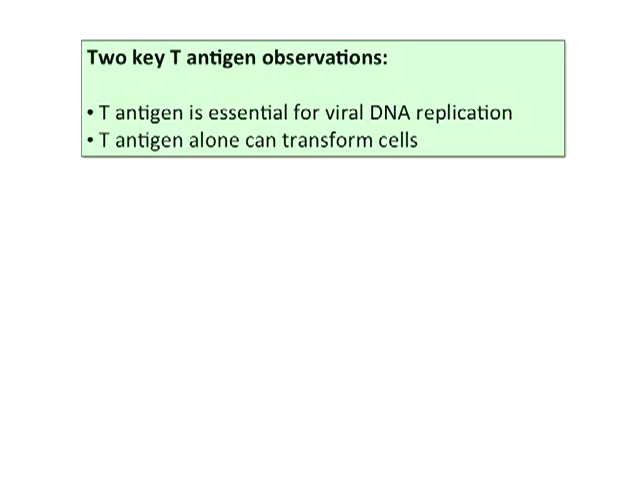 Two key T antigen observations:
• T antigen is essential for viral DNA replication
• T antigen alone can transform cells